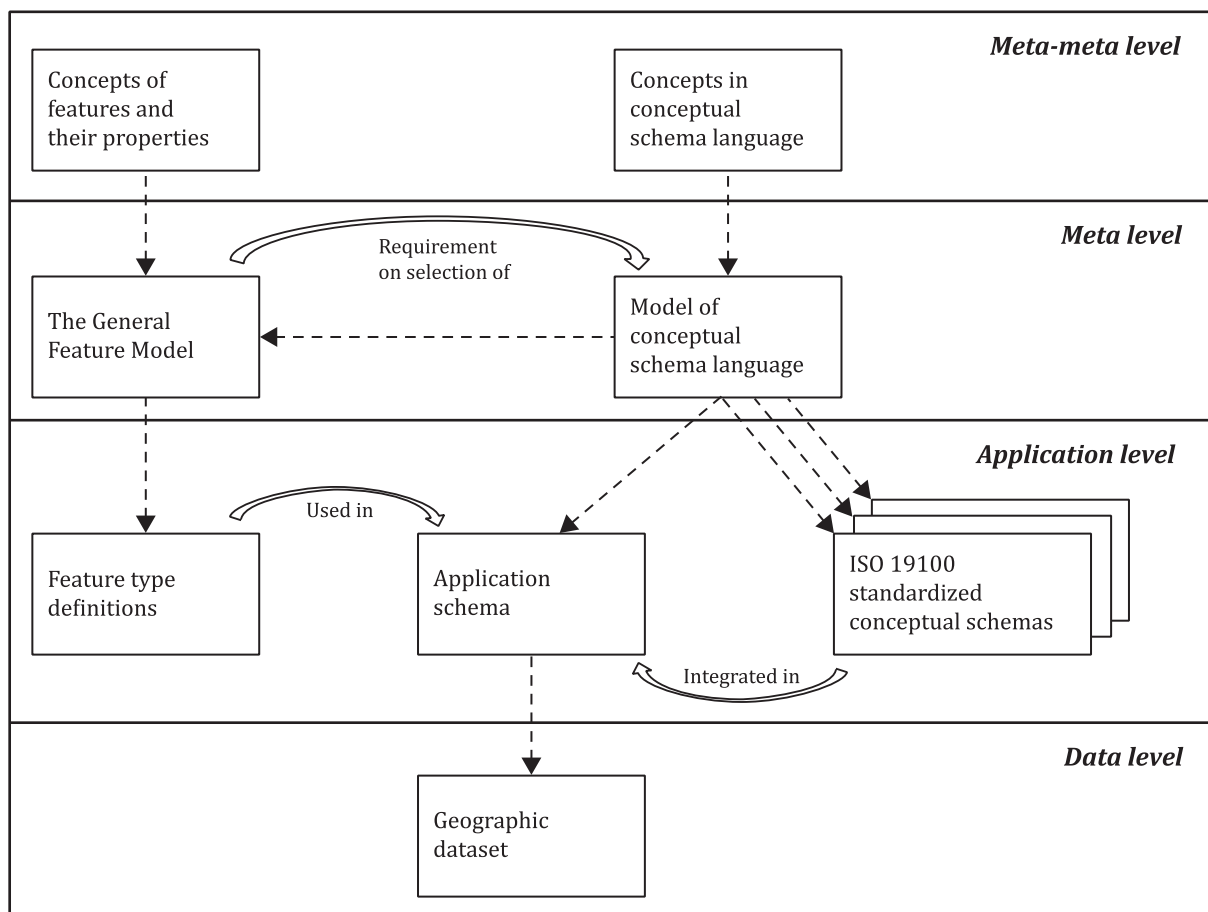 Meta-meta level
Concepts of
features and
their properties
Concepts in
conceptual
schema language
Meta level
Requirement
on selection of
The General
Feature Model
Model of
conceptual
schema language
Application level
Used in
Feature type
definitions
Application
schema
ISO 19100
standardized
conceptual schemas
Integrated in
Data level
Geographic
dataset